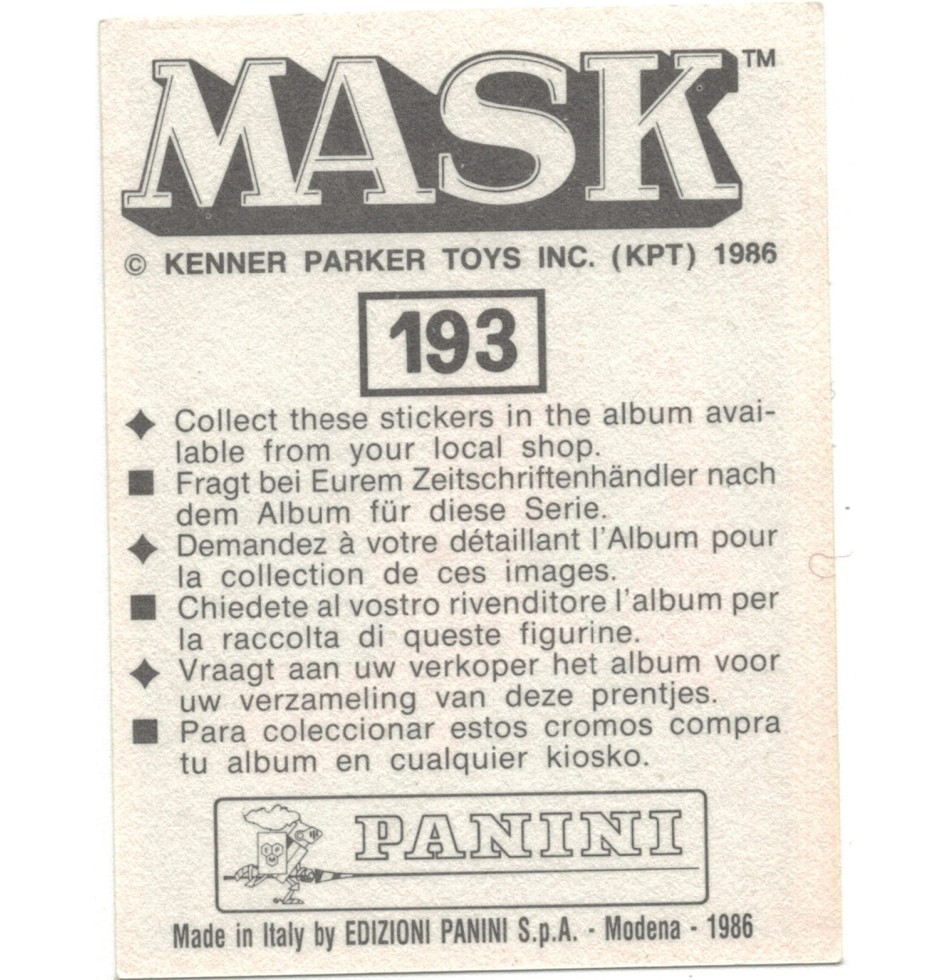 MASK™
© KENNER PARKER TOYS INC. (KPT) 1986
193
◆ Collect these stickers in the album avai-
lable from your local shop.
■ Fragt bei Eurem Zeitschriftenhändler nach
dem Album für diese Serie.
◆ Demandez à votre détaillant l'Album pour
la collection de ces images.
■ Chiedete al vostro rivenditore l'album per
la raccolta di queste figurine.
◆ Vraagt aan uw verkoper het album voor
uw verzameling van deze prentjes.
■ Para coleccionar estos cromos compra
tu album en cualquier kiosko.
PANINI
Made in Italy by EDIZIONI PANINI S.p.A. - Modena - 1986